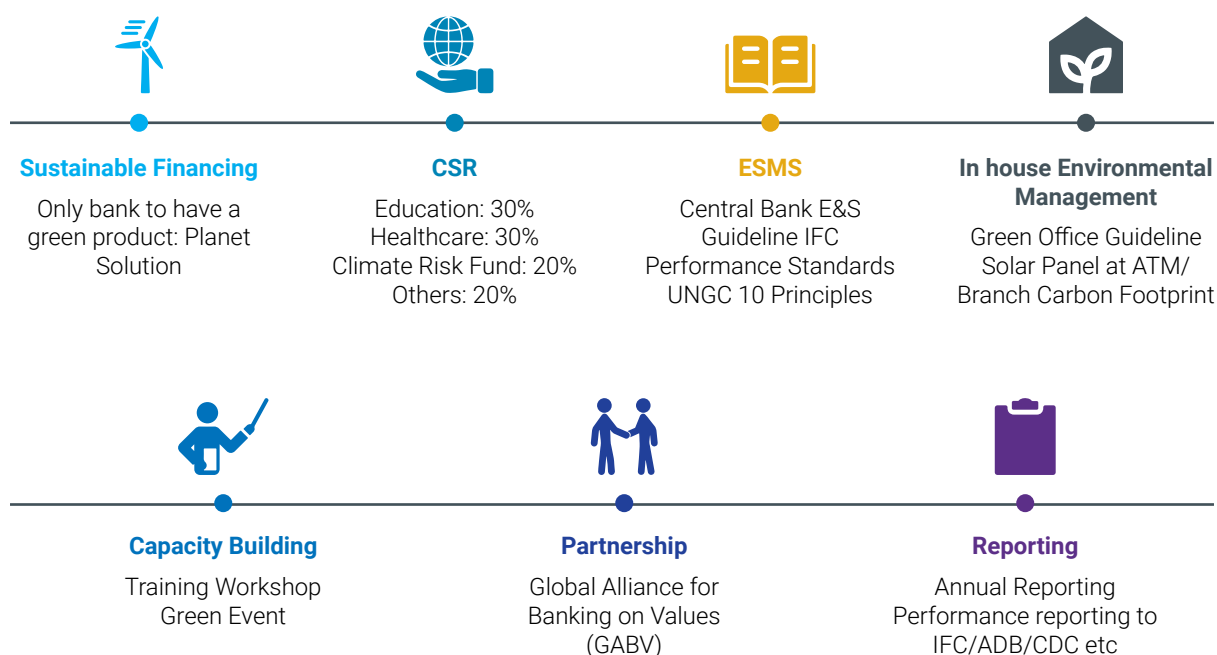 Sustainable Financing
Only bank to have a
green product: Planet
Solution
CSR
Education: 30%
Healthcare: 30%
Climate Risk Fund: 20%
Others: 20%
ESMS
Central Bank E&S
Guideline IFC
Performance Standards
UNGC 10 Principles
In house Environmental
Management
Green Office Guideline
Solar Panel at ATM/
Branch Carbon Footprint
Capacity Building
Training Workshop
Green Event
Partnership
Global Alliance for
Banking on Values
(GABV)
Reporting
Annual Reporting
Performance reporting to
IFC/ADB/CDC etc